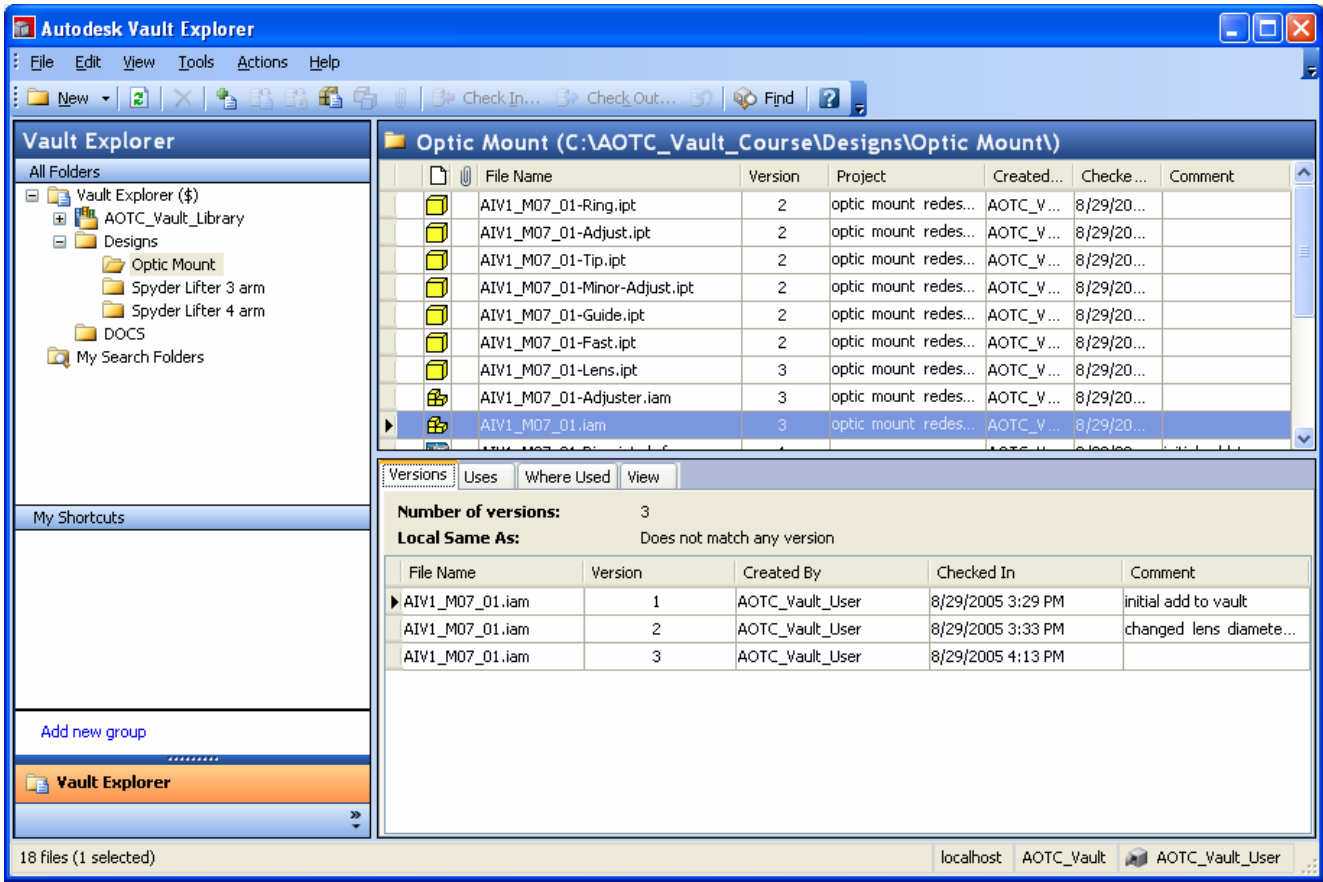 Autodesk Vault Explorer
File Edit View Tools Actions Help
New Check In... Check Out... Find
Vault Explorer
All Folders
Vault Explorer ($)
AOTC_Vault_Library
Designs
Optic Mount
Spyder Lifter 3 arm
Spyder Lifter 4 arm
DOCS
My Search Folders
My Shortcuts
Add new group
Vault Explorer
Optic Mount (C:\AOTC_Vault_Course\Designs\Optic Mount\)
File Name Version Project Created... Checke... Comment
AIV1_M07_01-Ring.ipt 2 optic mount redes... AOTC_V... 8/29/20...
AIV1_M07_01-Adjust.ipt 2 optic mount redes... AOTC_V... 8/29/20...
AIV1_M07_01-Tip.ipt 2 optic mount redes... AOTC_V... 8/29/20...
AIV1_M07_01-Minor-Adjust.ipt 2 optic mount redes... AOTC_V... 8/29/20...
AIV1_M07_01-Guide.ipt 2 optic mount redes... AOTC_V... 8/29/20...
AIV1_M07_01-Fast.ipt 2 optic mount redes... AOTC_V... 8/29/20...
AIV1_M07_01-Lens.ipt 3 optic mount redes... AOTC_V... 8/29/20...
AIV1_M07_01-Adjuster.iam 3 optic mount redes... AOTC_V... 8/29/20...
AIV1_M07_01.iam 3 optic mount redes... AOTC_V... 8/29/20...
Versions Uses Where Used View
Number of versions: 3
Local Same As: Does not match any version
File Name Version Created By Checked In Comment
AIV1_M07_01.iam 1 AOTC_Vault_User 8/29/2005 3:29 PM initial add to vault
AIV1_M07_01.iam 2 AOTC_Vault_User 8/29/2005 3:33 PM changed lens diamete...
AIV1_M07_01.iam 3 AOTC_Vault_User 8/29/2005 4:13 PM
18 files (1 selected) localhost AOTC_Vault AOTC_Vault_User